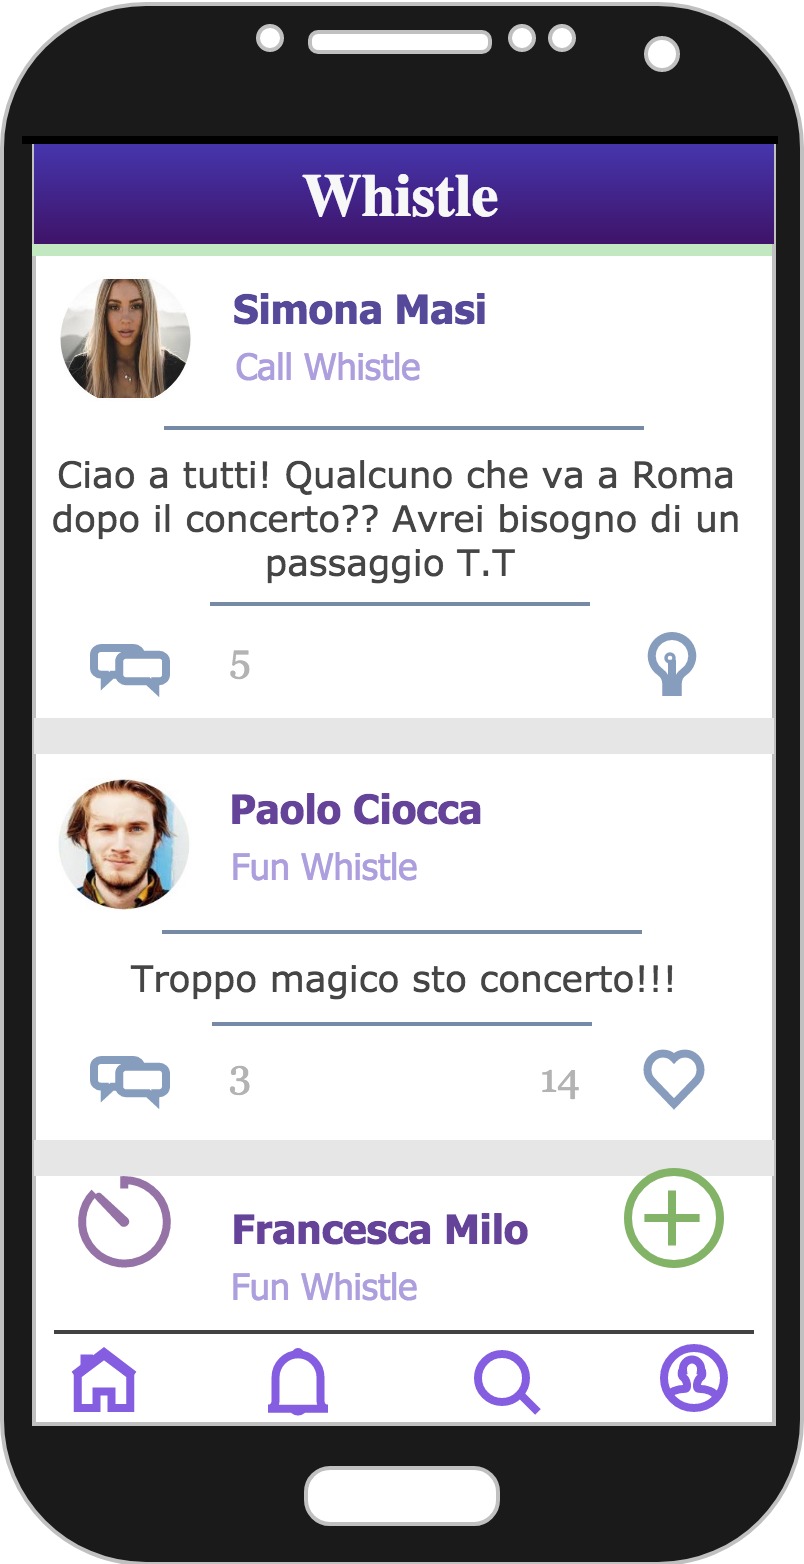 Whistle
Simona Masi
Call Whistle
Ciao a tutti! Qualcuno che va a Roma
dopo il concerto?? Avrei bisogno di un
passaggio T.T
5
Paolo Ciocca
Fun Whistle
Troppo magico sto concerto!!!
3 14
Francesca Milo
Fun Whistle